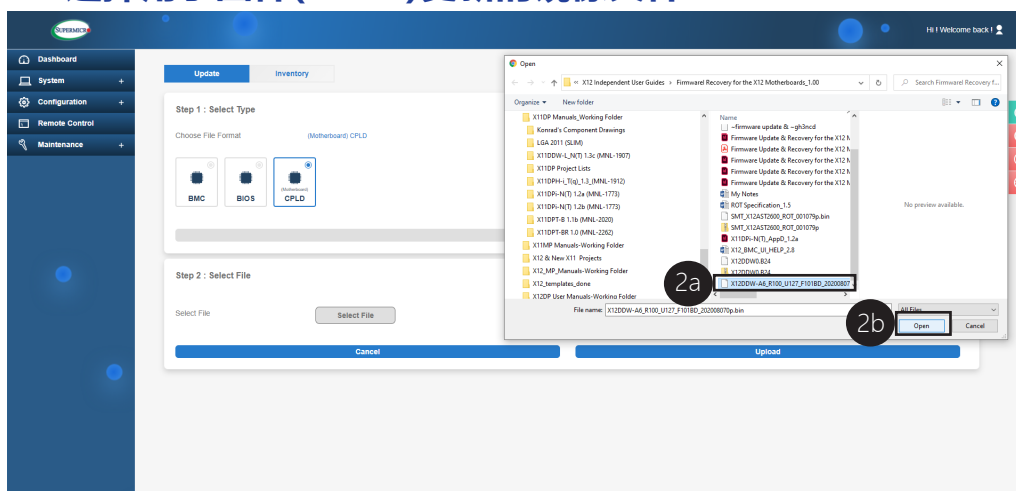 SUPERMICR
Hi ! Welcome back !
Dashboard
System +
Configuration +
Remote Control
Maintenance +
Update
Inventory
Step 1 : Select Type
Choose File Format
(Motherboard) CPLD
BMC
BIOS
(Motherboard)
CPLD
Step 2 : Select File
Select File
Select File
Cancel
Upload
Open
« X12 Independent User Guides › Firmwarel Recovery for the X12 Motherboards_1.00
Search Firmwarel Recovery f...
Organize
New folder
X11DP Manuals_Working Folder
Konrad's Component Drawings
LGA 2011 (SLIM)
X11DDW-L_N(T) 1.3c (MNL-1907)
X11DP Project Lists
X11DPH-i_T(q)_1.3_(MNL-1912)
X11DPi-N(T) 1.2a (MNL-1773)
X11DPi-N(T) 1.2b (MNL-1773)
X11DPT-B 1.1b (MNL-2020)
X11DPT-BR 1.0 (MNL-2262)
X11MP Manuals-Working Folder
X12 & New X11 Projects
X12_MP_Manuals-Working Folder
X12_templates_done
X12DP User Manuals-Working Folder
Name
~firmware update & ~gh3ncd
Firmware Update & Recovery for the X12 M
Firmware Update & Recovery for the X12 M
Firmware Update & Recovery for the X12 M
Firmware Update & Recovery for the X12 M
Firmware Update & Recovery for the X12 M
My Notes
ROT Specification_1.5
SMT_X12AST2600_ROT_001079p.bin
SMT_X12AST2600_ROT_001079p
X11DPi-N(T)_AppD_1.2a
X12_BMC_UI_HELP_2.8
X12DDW0.B24
X12DDW0.B24
X12DDW-A6_R100_U127_F101BD_20200807
No preview available.
2a
File name:
X12DDW-A6_R100_U127_F101BD_202008070p.bin
All Files
2b
Open
Cancel